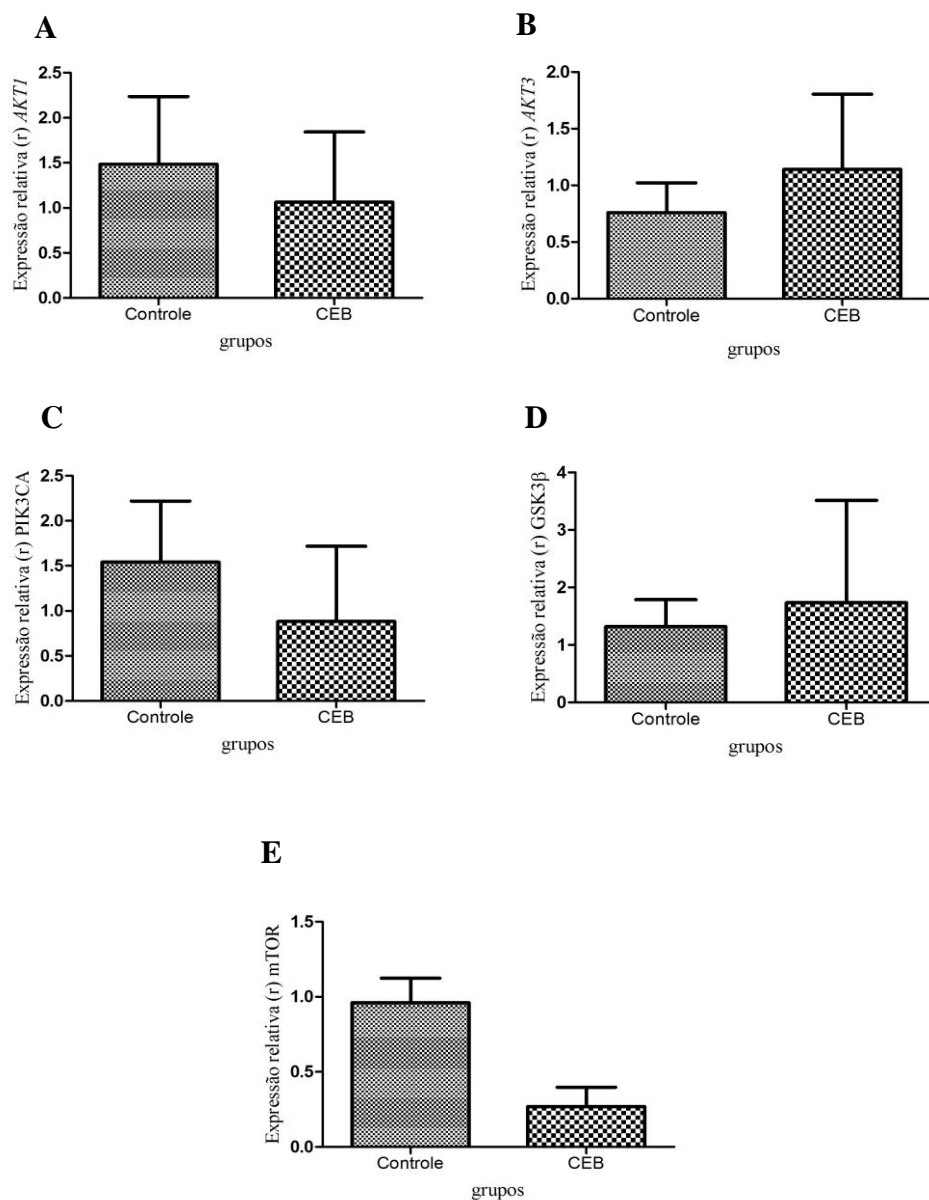 A
Expressão relativa (r) AKT1
2.5
2.0
1.5
1.0
0.5
0.0
Controle
CEB
grupos
B
Expressão relativa (r) AKT3
2.0
1.5
1.0
0.5
0.0
Controle
CEB
grupos
C
Expressão relativa (r) PIK3CA
2.5
2.0
1.5
1.0
0.5
0.0
Controle
CEB
grupos
D
Expressão relativa (r) GSK3β
4
3
2
1
0
Controle
CEB
grupos
E
Expressão relativa (r) mTOR
1.5
1.0
0.5
0.0
Controle
CEB
grupos